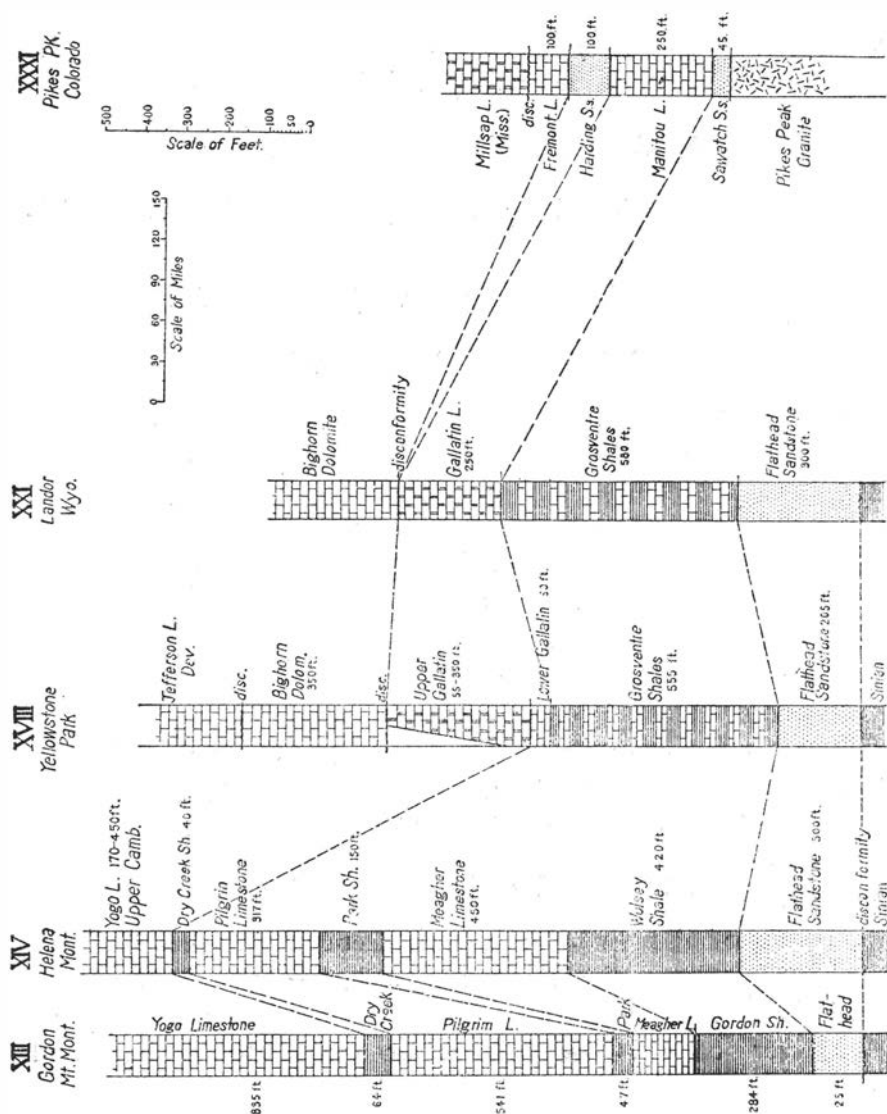 XXXI
Pikes PK.
Colorado
500
400
300
200
100
50
0
Scale of Feet.
150
120
90
60
30
0
Scale of Miles
100 ft.
100 ft.
250 ft.
45 ft.
Millsap L.
(Miss.)
disc.
Fremont L.
Harding S.s.
Manitou L.
Sawatch S.s.
Pikes Peak
Granite
XXI
Landor
Wyo.
Bighorn
Dolomite
disconformity
Gallatin L.
250 ft.
Grosventre
Shales
580 ft.
Flathead
Sandstone
300 ft.
XVIII
Yellowstone
Park
Jefferson L.
Dev.
disc.
Bighorn
Dolom.
350 ft.
disc.
Upper
Gallatin
55-350 ft.
Lower Gallatin
Grosventre
Shales
555 ft.
Flathead
Sandstone 205 ft.
Sinian
XIV
Helena
Mont.
Yogo L. 170-450 ft.
Upper Camb.
Dry Creek Sh. 40 ft.
Pilgrin
Limestone
317 ft.
Park Sh. 150 ft.
Meagher
Limestone
450 ft.
Wolsey
Shale
420 ft.
Flathead
Sandstone 300 ft.
disconformity
Sinian
XIII
Gordon
Mt. Mont.
Yogo Limestone
Dry
Creek
Pilgrim L.
Park
Meagher L.
Gordon Sh.
Flat-
head
835 ft.
64 ft.
541 ft.
47 ft.
284 ft.
25 ft.